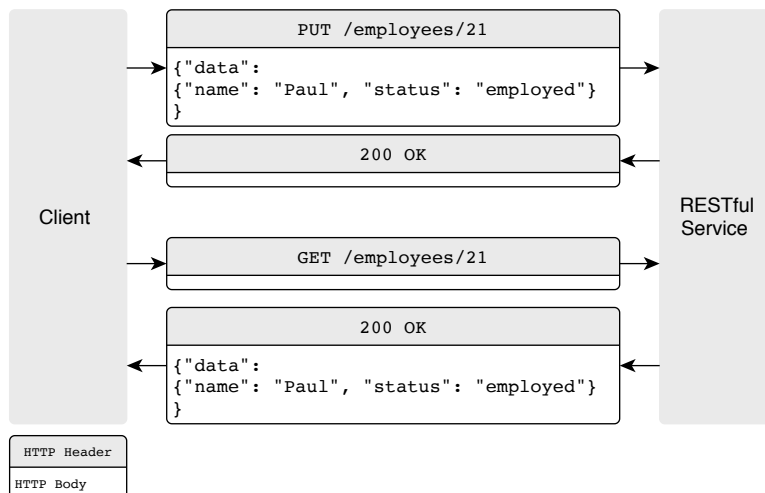 PUT /employees/21
{"data":
{"name": "Paul", "status": "employed"}
}
200 OK
Client
RESTful
Service
GET /employees/21
200 OK
{"data":
{"name": "Paul", "status": "employed"}
}
HTTP Header
HTTP Body